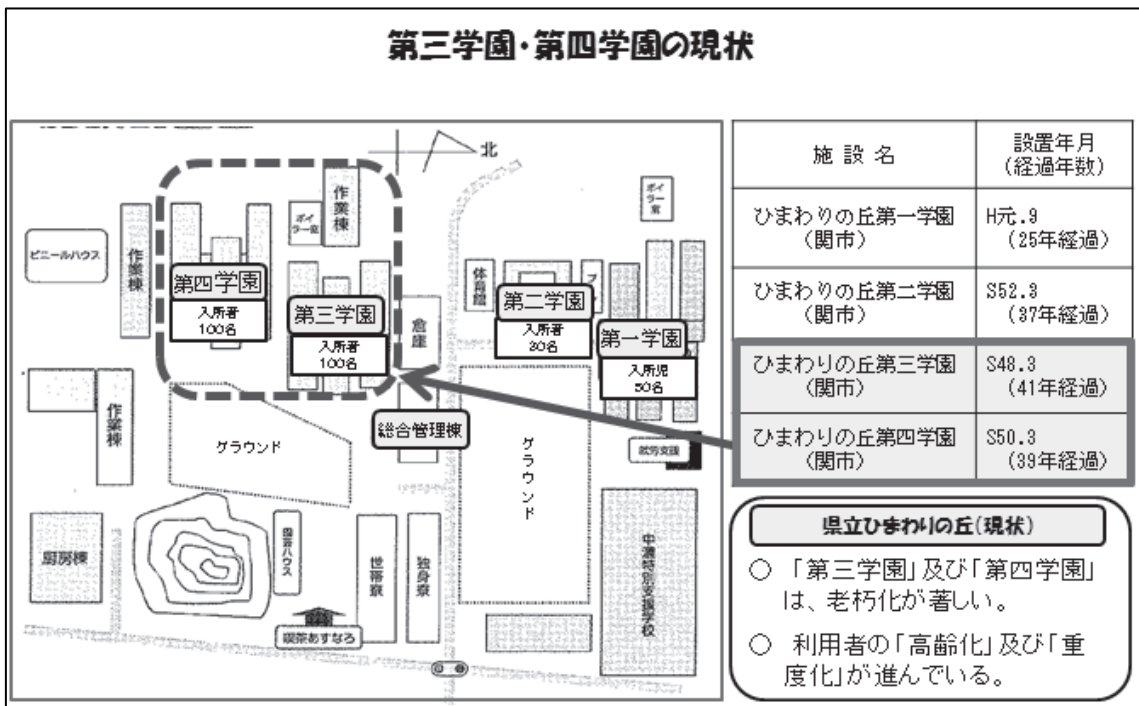 第三学園・第四学園の現状
北
ボイラー室
作業棟
ボイラー室
ビニールハウス
作業棟
第四学園
入所者
100名
第三学園
入所者
100名
倉庫
体育館
第二学園
入所者
30名
第一学園
入所児
50名
作業棟
グラウンド
総合管理棟
グラウンド
就労支援
厨房棟
園芸ハウス
世帯寮
独身寮
中濃特別支援学校
喫茶あすなろ
施設名
設置年月
(経過年数)
ひまわりの丘第一学園
(関市)
H元.9
(25年経過)
ひまわりの丘第二学園
(関市)
S52.3
(37年経過)
ひまわりの丘第三学園
(関市)
S48.3
(41年経過)
ひまわりの丘第四学園
(関市)
S50.3
(39年経過)
県立ひまわりの丘(現状)
○ 「第三学園」及び「第四学園」
は、老朽化が著しい。
○ 利用者の「高齢化」及び「重
度化」が進んでいる。